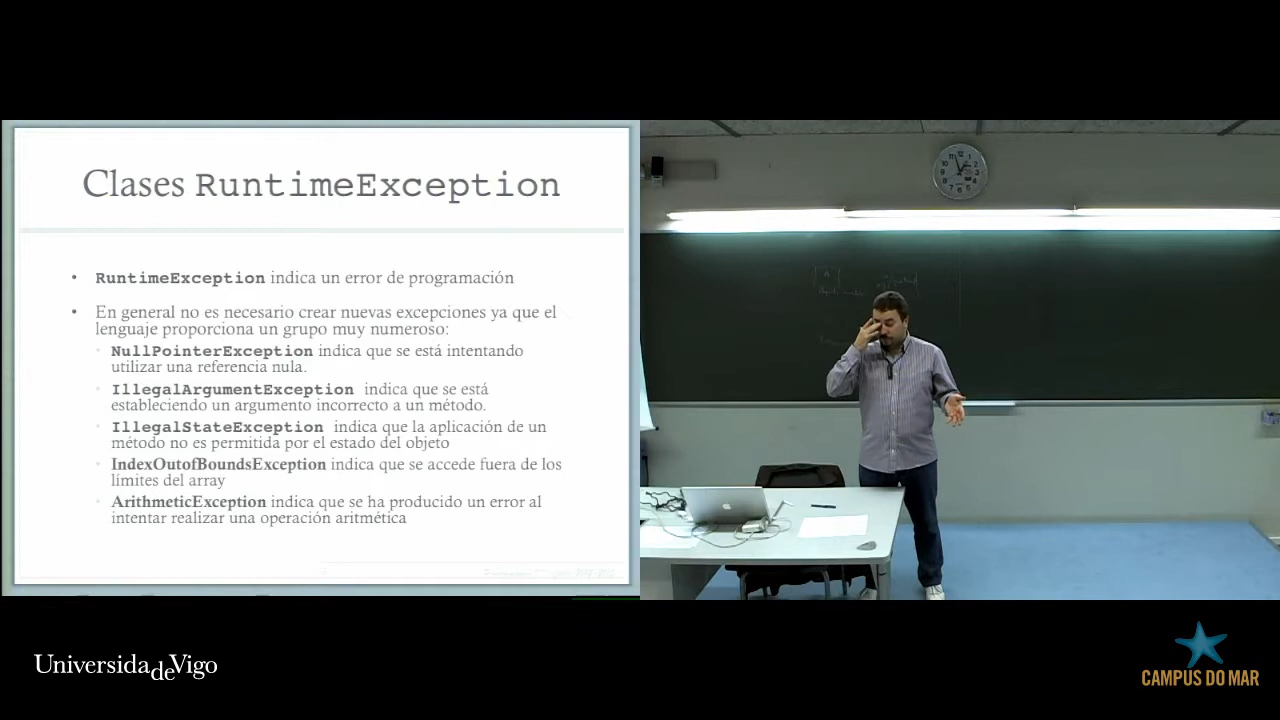 Clases RuntimeException
• RuntimeException indica un error de programación
• En general no es necesario crear nuevas excepciones ya que el
lenguaje proporciona un grupo muy numeroso:
NullPointerException indica que se está intentando
utilizar una referencia nula.
IllegalArgumentException indica que se está
estableciendo un argumento incorrecto a un método.
IllegalStateException indica que la aplicación de un
método no es permitida por el estado del objeto
IndexOutofBoundsException indica que se accede fuera de los
límites del array
ArithmeticException indica que se ha producido un error al
intentar realizar una operación aritmética
UniversidadeVigo
CAMPUS DO MAR